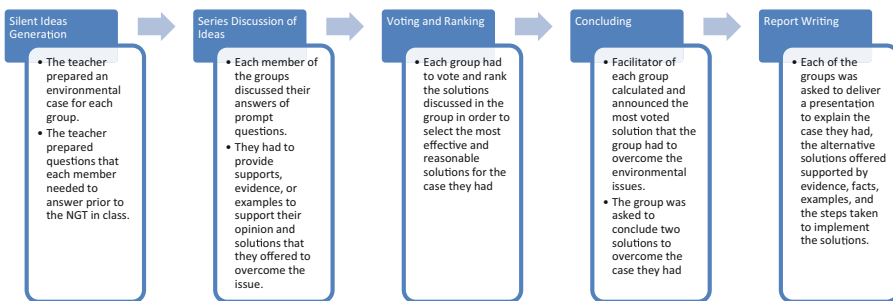 Silent Ideas
Generation
• The teacher
prepared an
environmental
case for each
group.
• The teacher
prepared
questions that
each member
needed to
answer prior to
the NGT in class.
Series Discussion of
Ideas
• Each member of
the groups
discussed their
answers of
prompt
questions.
• They had to
provide
supports,
evidence, or
examples to
support their
opinion and
solutions that
they offered to
overcome the
issue.
Voting and Ranking
• Each group had
to vote and rank
the solutions
discussed in the
group in order to
select the most
effective and
reasonable
solutions for the
case they had
Concluding
• Facilitator of
each group
calculated and
announced the
most voted
solution that the
group had to
overcome the
environmental
issues.
• The group was
asked to
conclude two
solutions to
overcome the
case they had
Report Writing
• Each of the
groups was
asked to deliver
a presentation
to explain the
case they had,
the alternative
solutions offered
supported by
evidence, facts,
examples, and
the steps taken
to implement
the solutions.